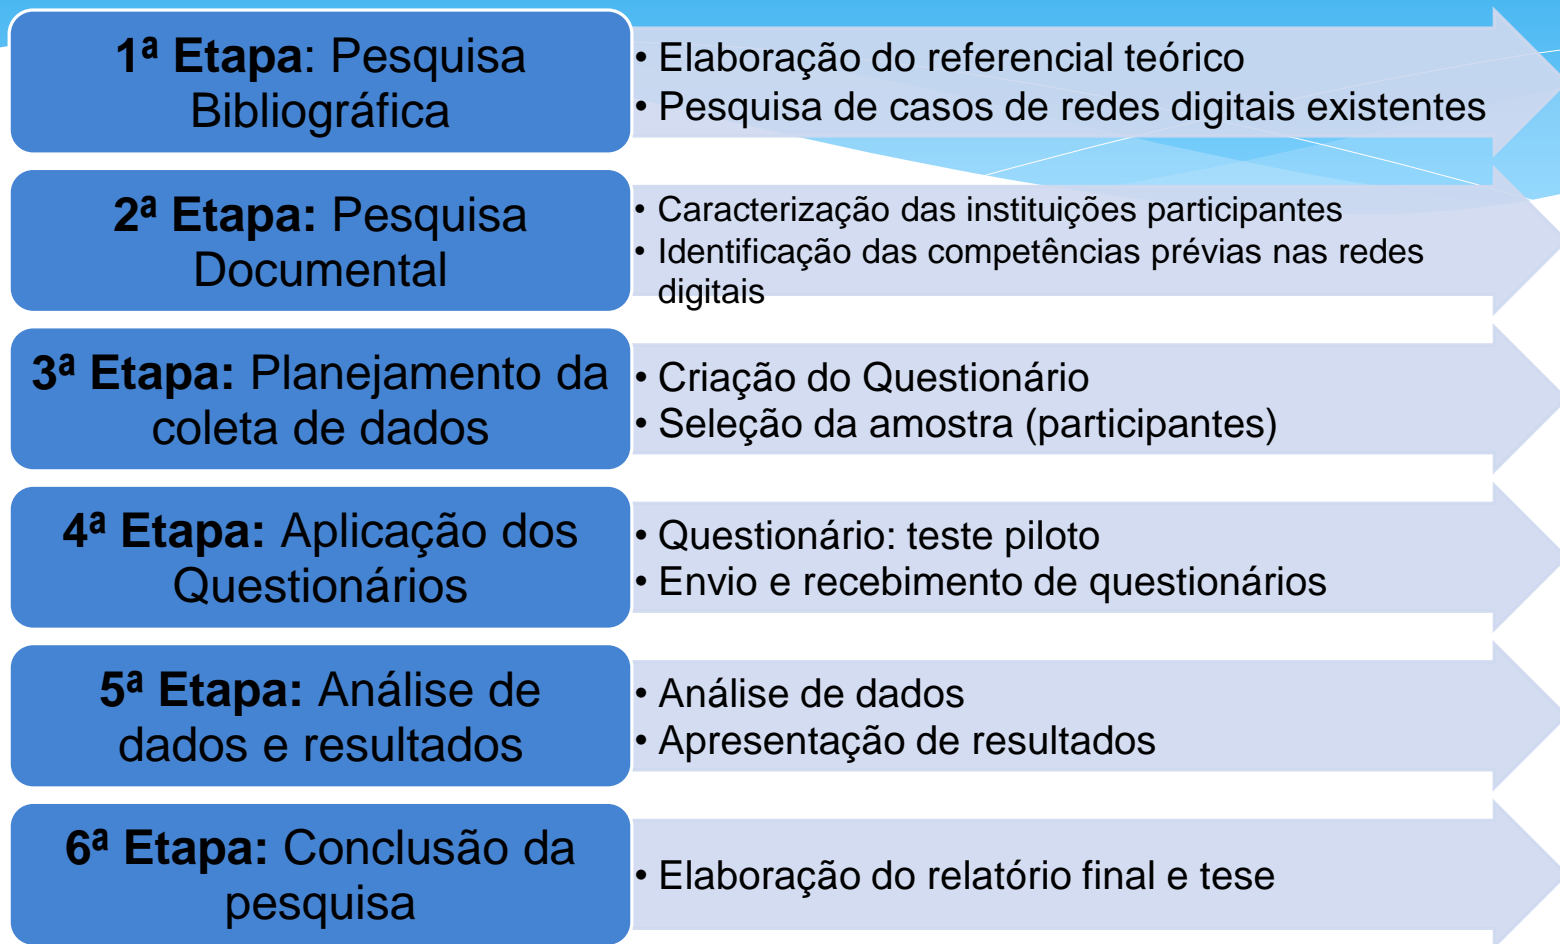 1ª Etapa: Pesquisa
Bibliográfica
• Elaboração do referencial teórico
• Pesquisa de casos de redes digitais existentes
2ª Etapa: Pesquisa
Documental
• Caracterização das instituições participantes
• Identificação das competências prévias nas redes
digitais
3ª Etapa: Planejamento da
coleta de dados
• Criação do Questionário
• Seleção da amostra (participantes)
4ª Etapa: Aplicação dos
Questionários
• Questionário: teste piloto
• Envio e recebimento de questionários
5ª Etapa: Análise de
dados e resultados
• Análise de dados
• Apresentação de resultados
6ª Etapa: Conclusão da
pesquisa
• Elaboração do relatório final e tese